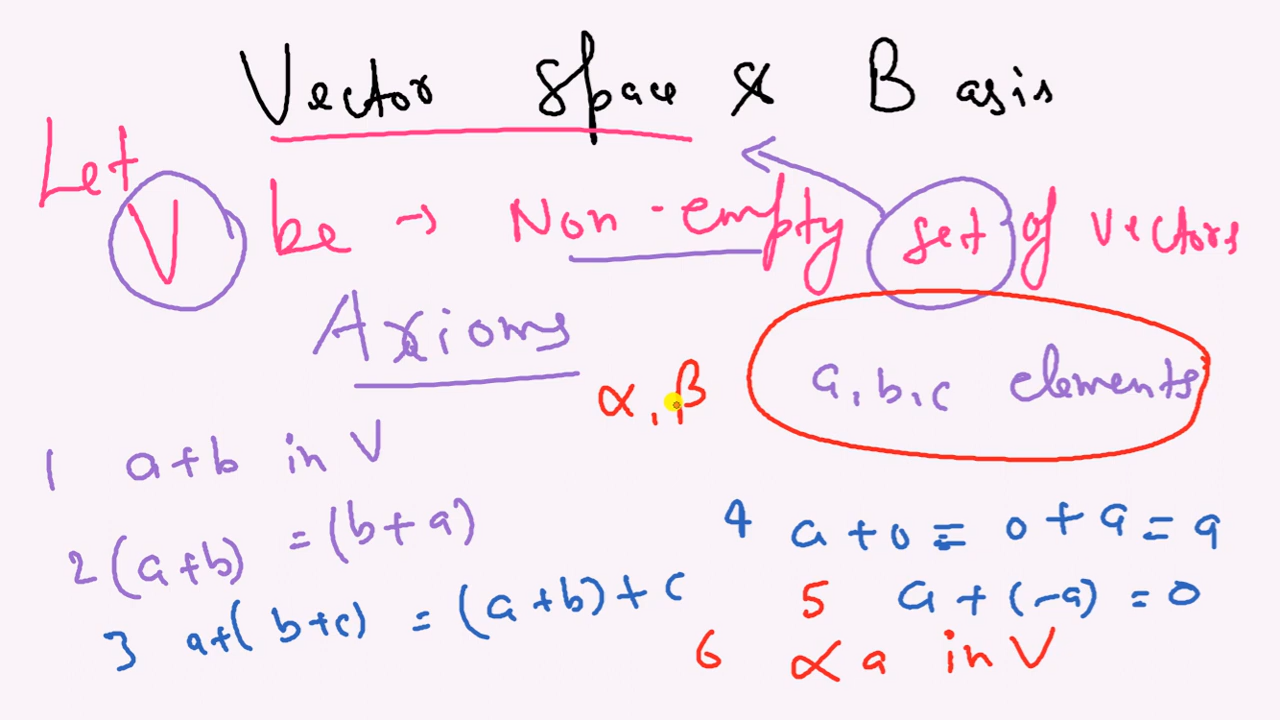 Vector Space & Basis
Let
V be → Non-empty set of vectors
Axioms
α, β
a, b, c elements
1 a+b in V
2 (a+b) = (b+a)
3 a+(b+c) = (a+b)+c
4 a+0 = 0+a = a
5 a+(-a) = 0
6 αa in V